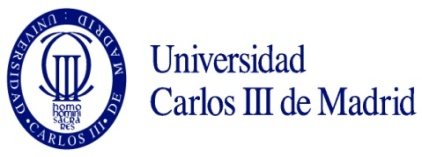 UNIVERSIDAD · CARLOS III · DE MADRID :
homo
homini
SACRA
RES
Universidad
Carlos III de Madrid